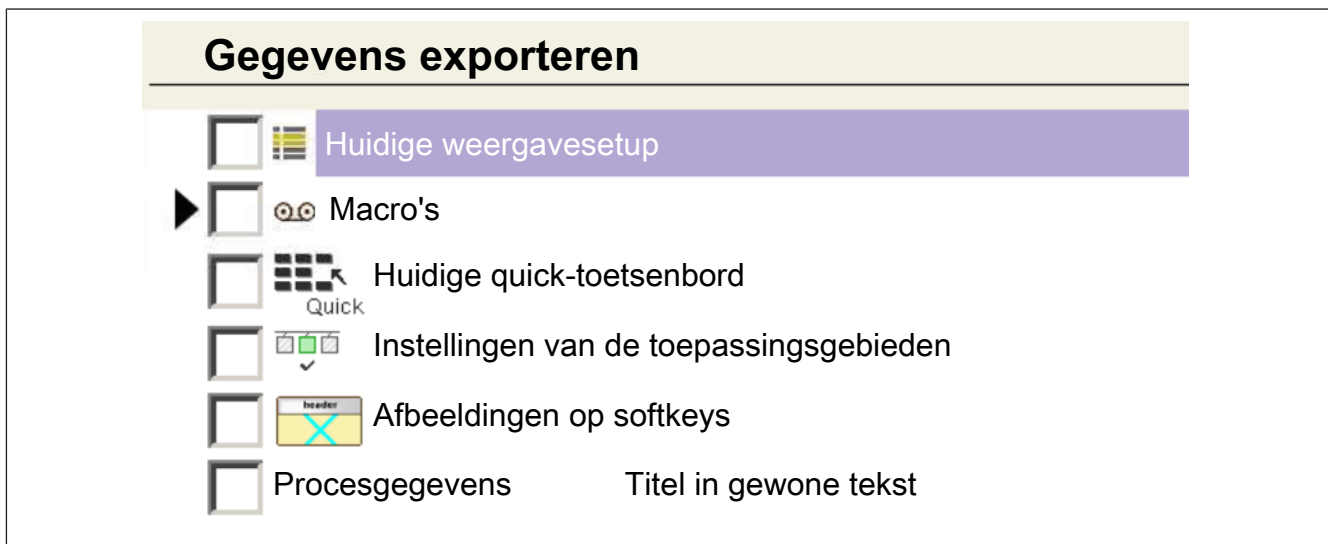 Gegevens exporteren
Huidige weergavesetup
Macro's
Huidige quick-toetsenbord
Quick
Instellingen van de toepassingsgebieden
header
Afbeeldingen op softkeys
Procesgegevens Titel in gewone tekst